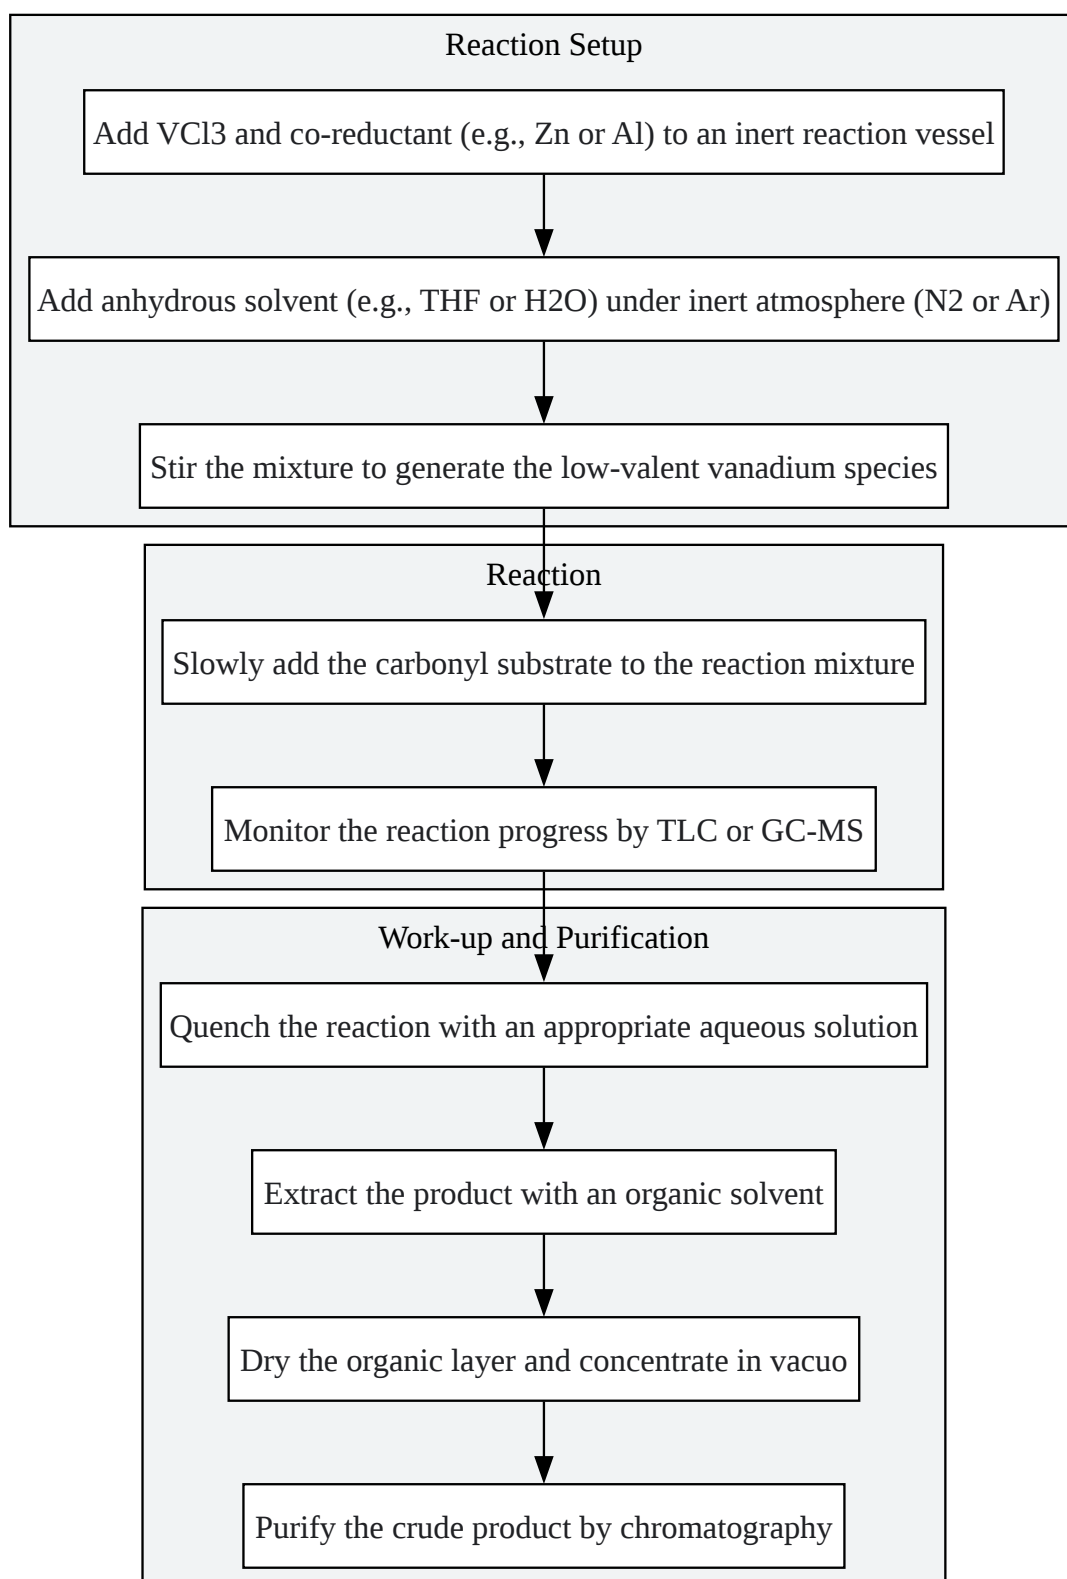 Reaction Setup
Add VCl3 and co-reductant (e.g., Zn or Al) to an inert reaction vessel
Add anhydrous solvent (e.g., THF or H2O) under inert atmosphere (N2 or Ar)
Stir the mixture to generate the low-valent vanadium species
Reaction
Slowly add the carbonyl substrate to the reaction mixture
Monitor the reaction progress by TLC or GC-MS
Work-up and Purification
Quench the reaction with an appropriate aqueous solution
Extract the product with an organic solvent
Dry the organic layer and concentrate in vacuo
Purify the crude product by chromatography